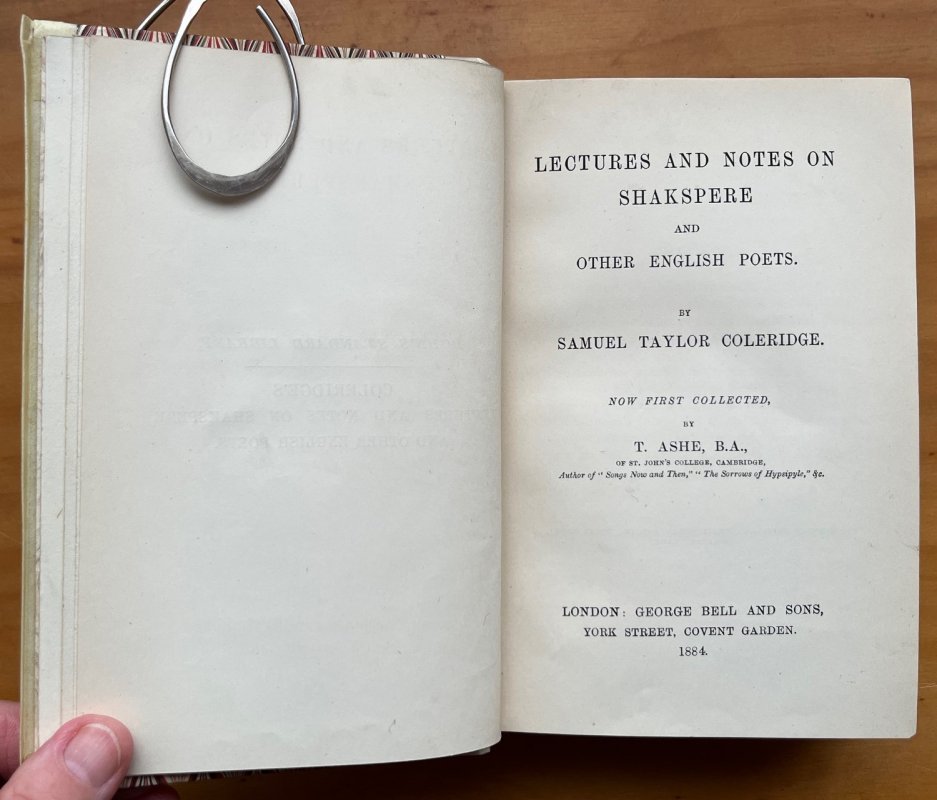 LECTURES AND NOTES ON
SHAKSPERE
AND
OTHER ENGLISH POETS.
BY
SAMUEL TAYLOR COLERIDGE.
NOW FIRST COLLECTED,
BY
T. ASHE, B.A.,
OF ST. JOHN'S COLLEGE, CAMBRIDGE,
Author of "Songs Now and Then," "The Sorrows of Hypsipyle," &c.
LONDON: GEORGE BELL AND SONS,
YORK STREET, COVENT GARDEN.
1884.